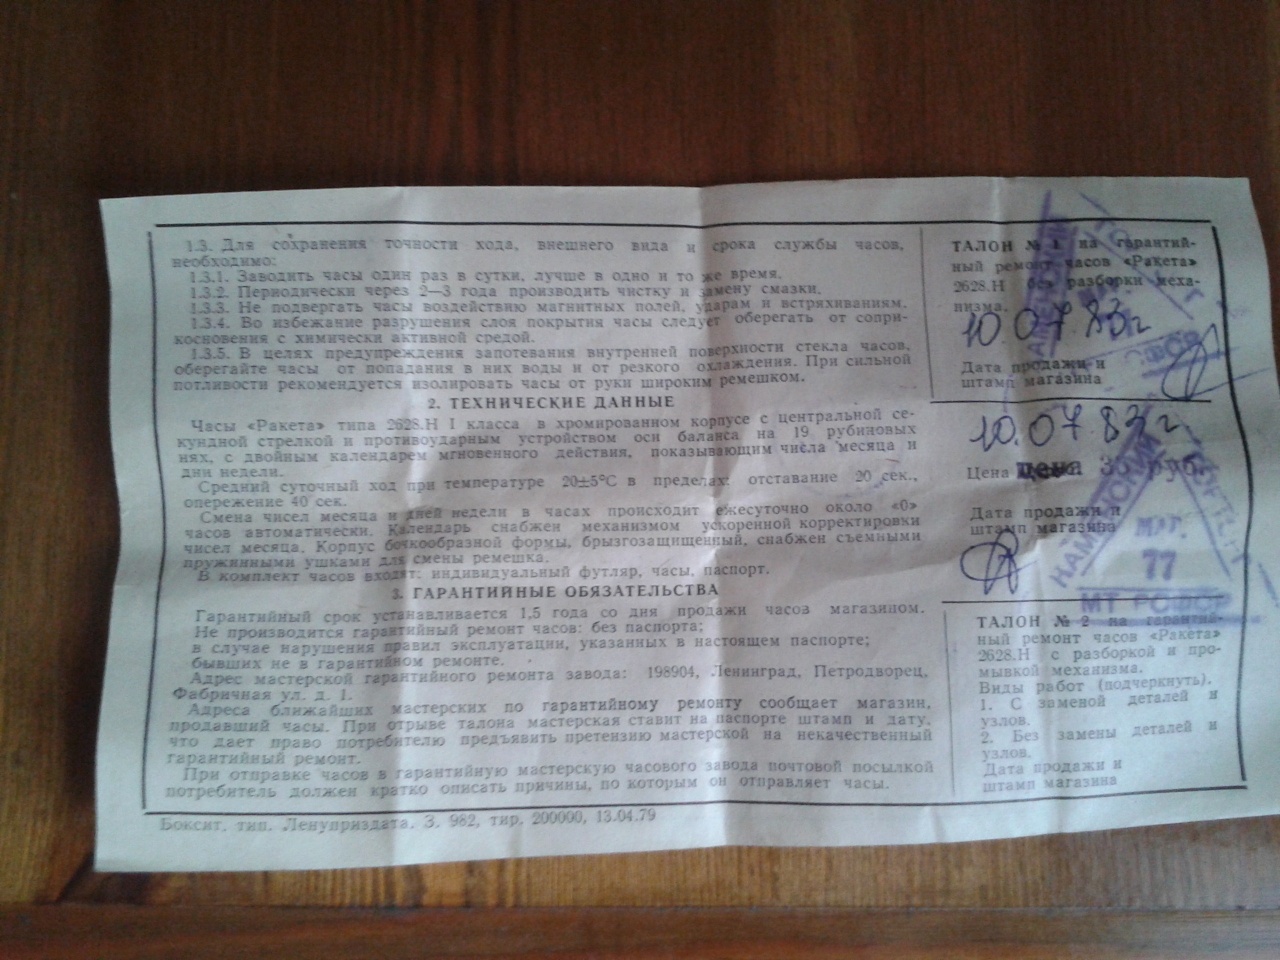 1.3. Для сохранения точности хода, внешнего вида и срока службы часов,
необходимо:
1.3.1. Заводить часы один раз в сутки, лучше в одно и то же время.
1.3.2. Периодически через 2—3 года производить чистку и замену смазки.
1.3.3. Не подвергать часы воздействию магнитных полей, ударам и встряхиваниям.
1.3.4. Во избежание разрушения слоя покрытия часы следует оберегать от сопри-
косновения с химически активной средой.
1.3.5. В целях предупреждения запотевания внутренней поверхности стекла часов,
оберегайте часы от попадания в них воды и от резкого охлаждения. При сильной
потливости рекомендуется изолировать часы от руки широким ремешком.
2. ТЕХНИЧЕСКИЕ ДАННЫЕ
Часы «Ракета» типа 2628.Н I класса в хромированном корпусе с центральной се-
кундной стрелкой и противоударным устройством оси баланса на 19 рубиновых
нях, с двойным календарем мгновенного действия, показывающим числа месяца и
дни недели.
Средний суточный ход при температуре 20±5°С в пределах: отставание 20 сек.,
опережение 40 сек.
Смена чисел месяца и дней недели в часах происходит ежесуточно около «0»
часов автоматически. Календарь снабжен механизмом ускоренной корректировки
чисел месяца. Корпус бочкообразной формы, брызгозащищенный, снабжен съемными
пружинными ушками для смены ремешка.
В комплект часов входят: индивидуальный футляр, часы, паспорт.
3. ГАРАНТИЙНЫЕ ОБЯЗАТЕЛЬСТВА
Гарантийный срок устанавливается 1,5 года со дня продажи часов магазином.
Не производится гарантийный ремонт часов: без паспорта;
в случае нарушения правил эксплуатации, указанных в настоящем паспорте;
бывших не в гарантийном ремонте.
Адрес мастерской гарантийного ремонта завода: 198904, Ленинград, Петродворец,
Фабричная ул. д. 1.
Адреса ближайших мастерских по гарантийному ремонту сообщает магазин,
продавший часы. При отрыве талона мастерская ставит на паспорте штамп и дату,
что дает право потребителю предъявить претензию мастерской на некачественный
гарантийный ремонт.
При отправке часов в гарантийную мастерскую часового завода почтовой посылкой
потребитель должен кратко описать причины, по которым он отправляет часы.
Боксит. тип. Ленуприздата. З. 982, тир. 200000, 13.04.79
ТАЛОН № 1 на гарантий-
ный ремонт часов «Ракета»
2628.Н без разборки меха-
низма.
10.07.83г
Дата продажи и
штамп магазина
10.07.83г.
Цена цена руб.
Дата продажи и
штамп магазина
МАГ.
77
МТ РСФСР
ТАЛОН № 2 на гарантий-
ный ремонт часов «Ракета»
2628.Н с разборкой и про-
мывкой механизма.
Виды работ (подчеркнуть).
1. С заменой деталей и
узлов.
2. Без замены деталей и
узлов.
Дата продажи и
штамп магазина